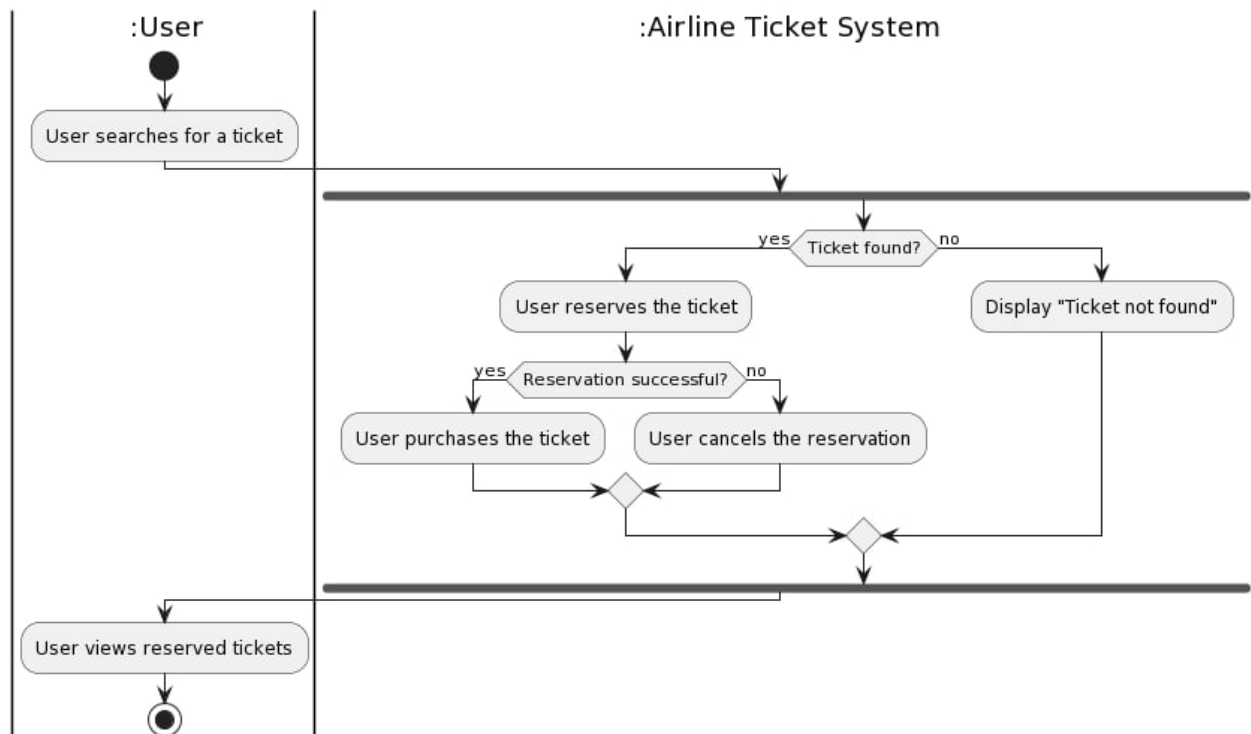 :User
:Airline Ticket System
User searches for a ticket
yes
Ticket found?
no
User reserves the ticket
Display "Ticket not found"
yes
Reservation successful?
no
User purchases the ticket
User cancels the reservation
User views reserved tickets